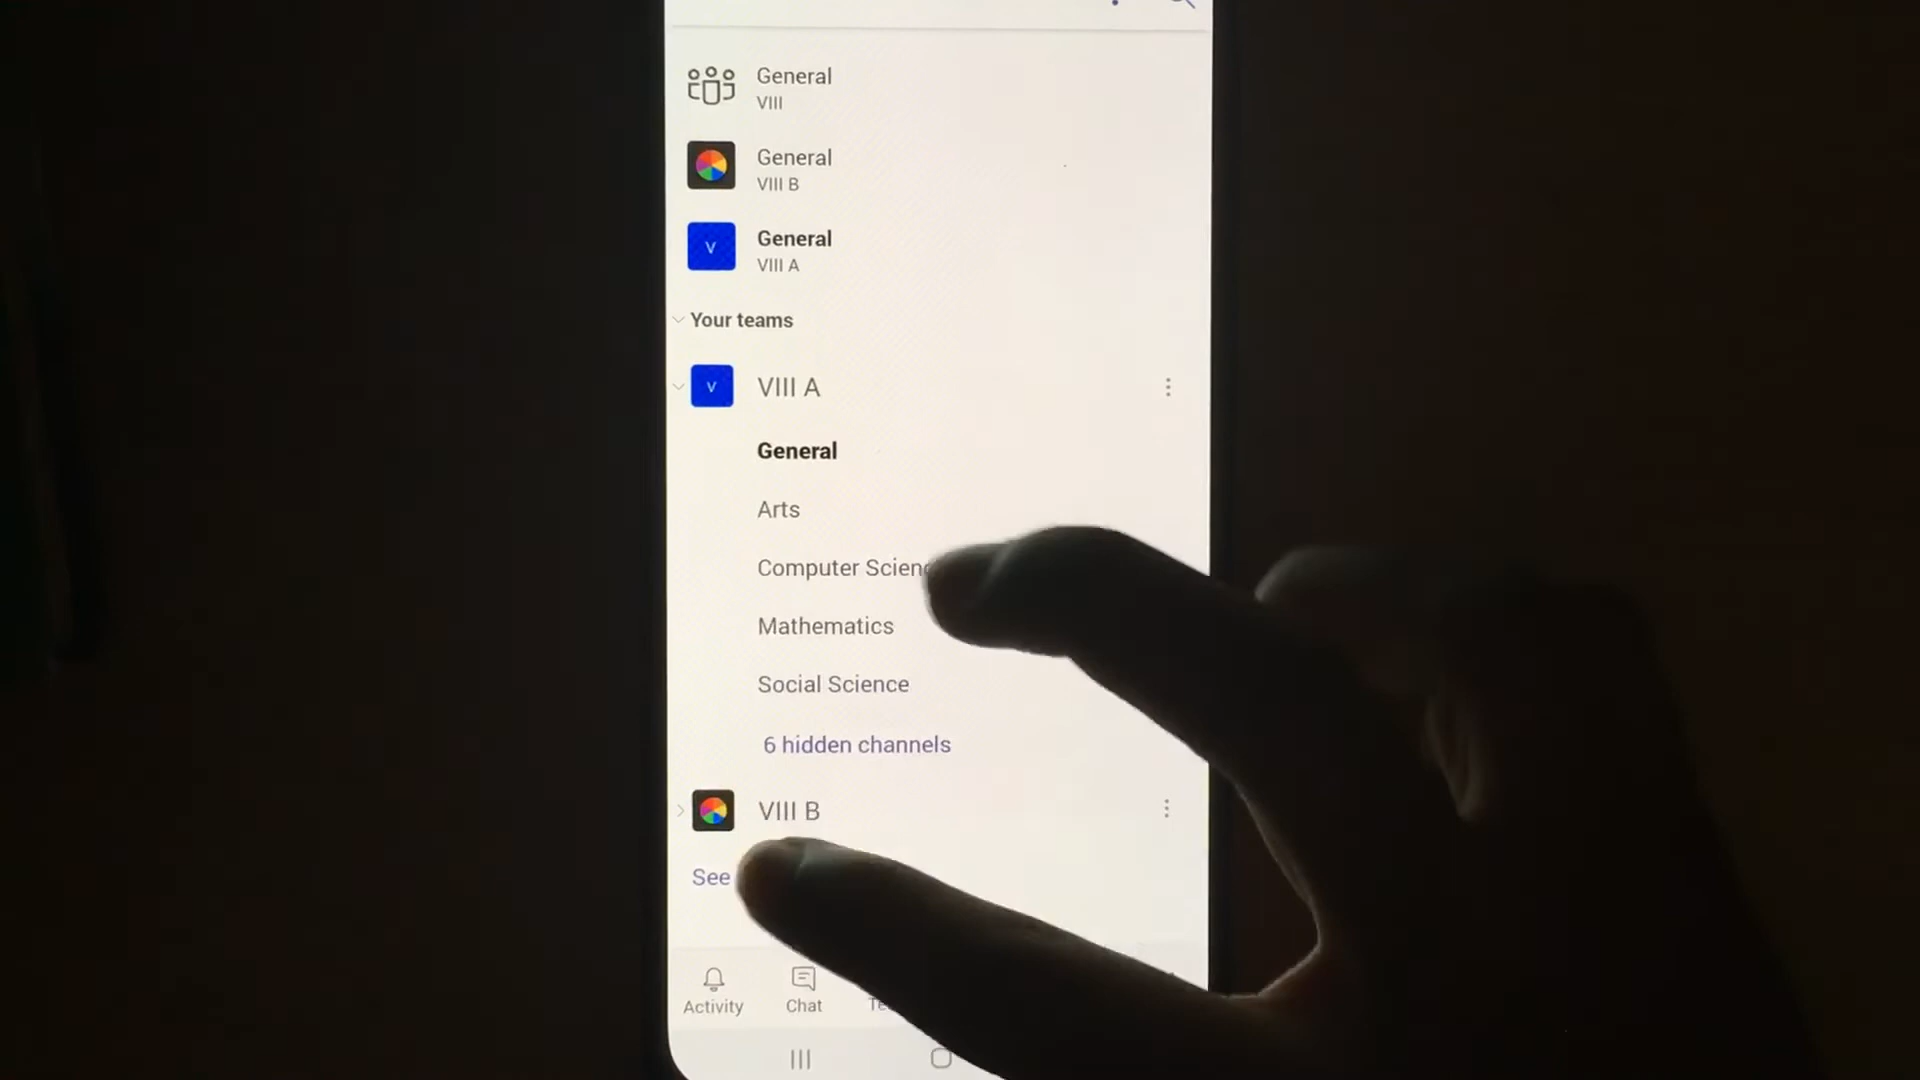 General
VIII
General
VIII B
V
General
VIII A
Your teams
V
VIII A
General
Arts
Computer Scien
Mathematics
Social Science
6 hidden channels
VIII B
See
Activity
Chat